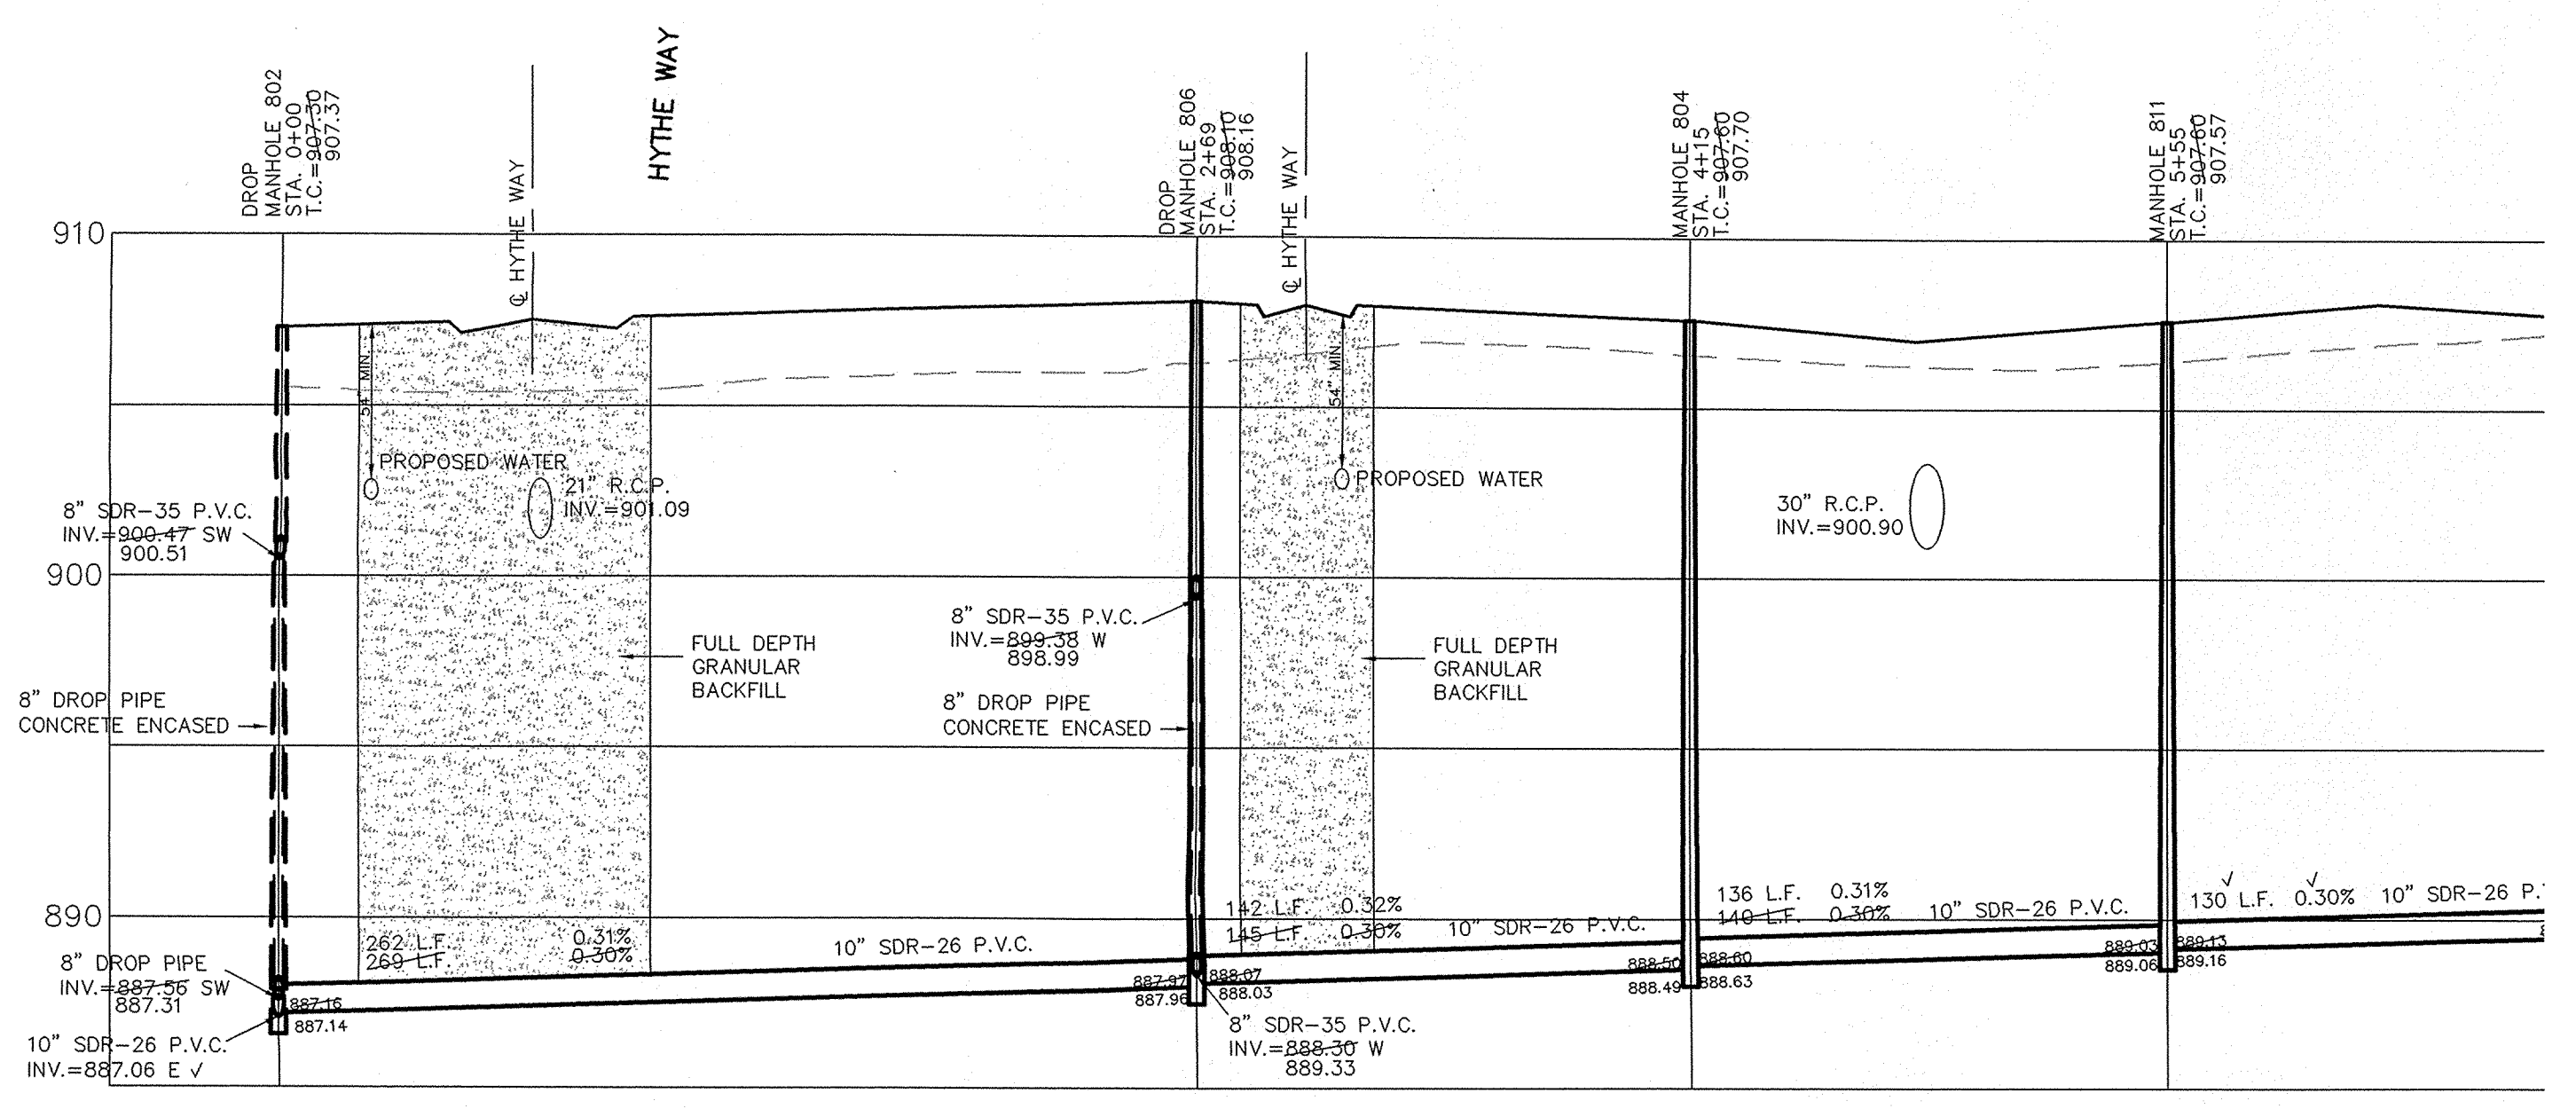 HYTHE WAY
DROP
MANHOLE 802
STA. 0+00
T.C.=907.30
907.37
℄ HYTHE WAY
DROP
MANHOLE 806
STA. 2+69
T.C.=908.10
908.16
℄ HYTHE WAY
MANHOLE 804
STA. 4+15
T.C.=907.60
907.70
MANHOLE 811
STA. 5+55
T.C.=907.60
907.57
910
54" MIN.
PROPOSED WATER
21" R.C.P.
INV.=901.09
54" MIN.
PROPOSED WATER
30" R.C.P.
INV.=900.90
8" SDR-35 P.V.C.
INV.=900.47 SW
900.51
900
8" SDR-35 P.V.C.
INV.=899.38 W
898.99
FULL DEPTH
GRANULAR
BACKFILL
FULL DEPTH
GRANULAR
BACKFILL
8" DROP PIPE
CONCRETE ENCASED
8" DROP PIPE
CONCRETE ENCASED
890
262 L.F. 0.31%
269 L.F. 0.30%
10" SDR-26 P.V.C.
142 L.F. 0.32%
145 L.F. 0.30%
10" SDR-26 P.V.C.
136 L.F. 0.31%
140 L.F. 0.30%
10" SDR-26 P.V.C.
130 L.F. 0.30% 10" SDR-26 P.
8" DROP PIPE
INV.=887.56 SW
887.31
887.16
887.14
887.97
887.96
888.07
888.03
888.50
888.49
888.60
888.63
889.03
889.06
889.13
889.16
10" SDR-26 P.V.C.
INV.=887.06 E ✓
8" SDR-35 P.V.C.
INV.=888.30 W
889.33